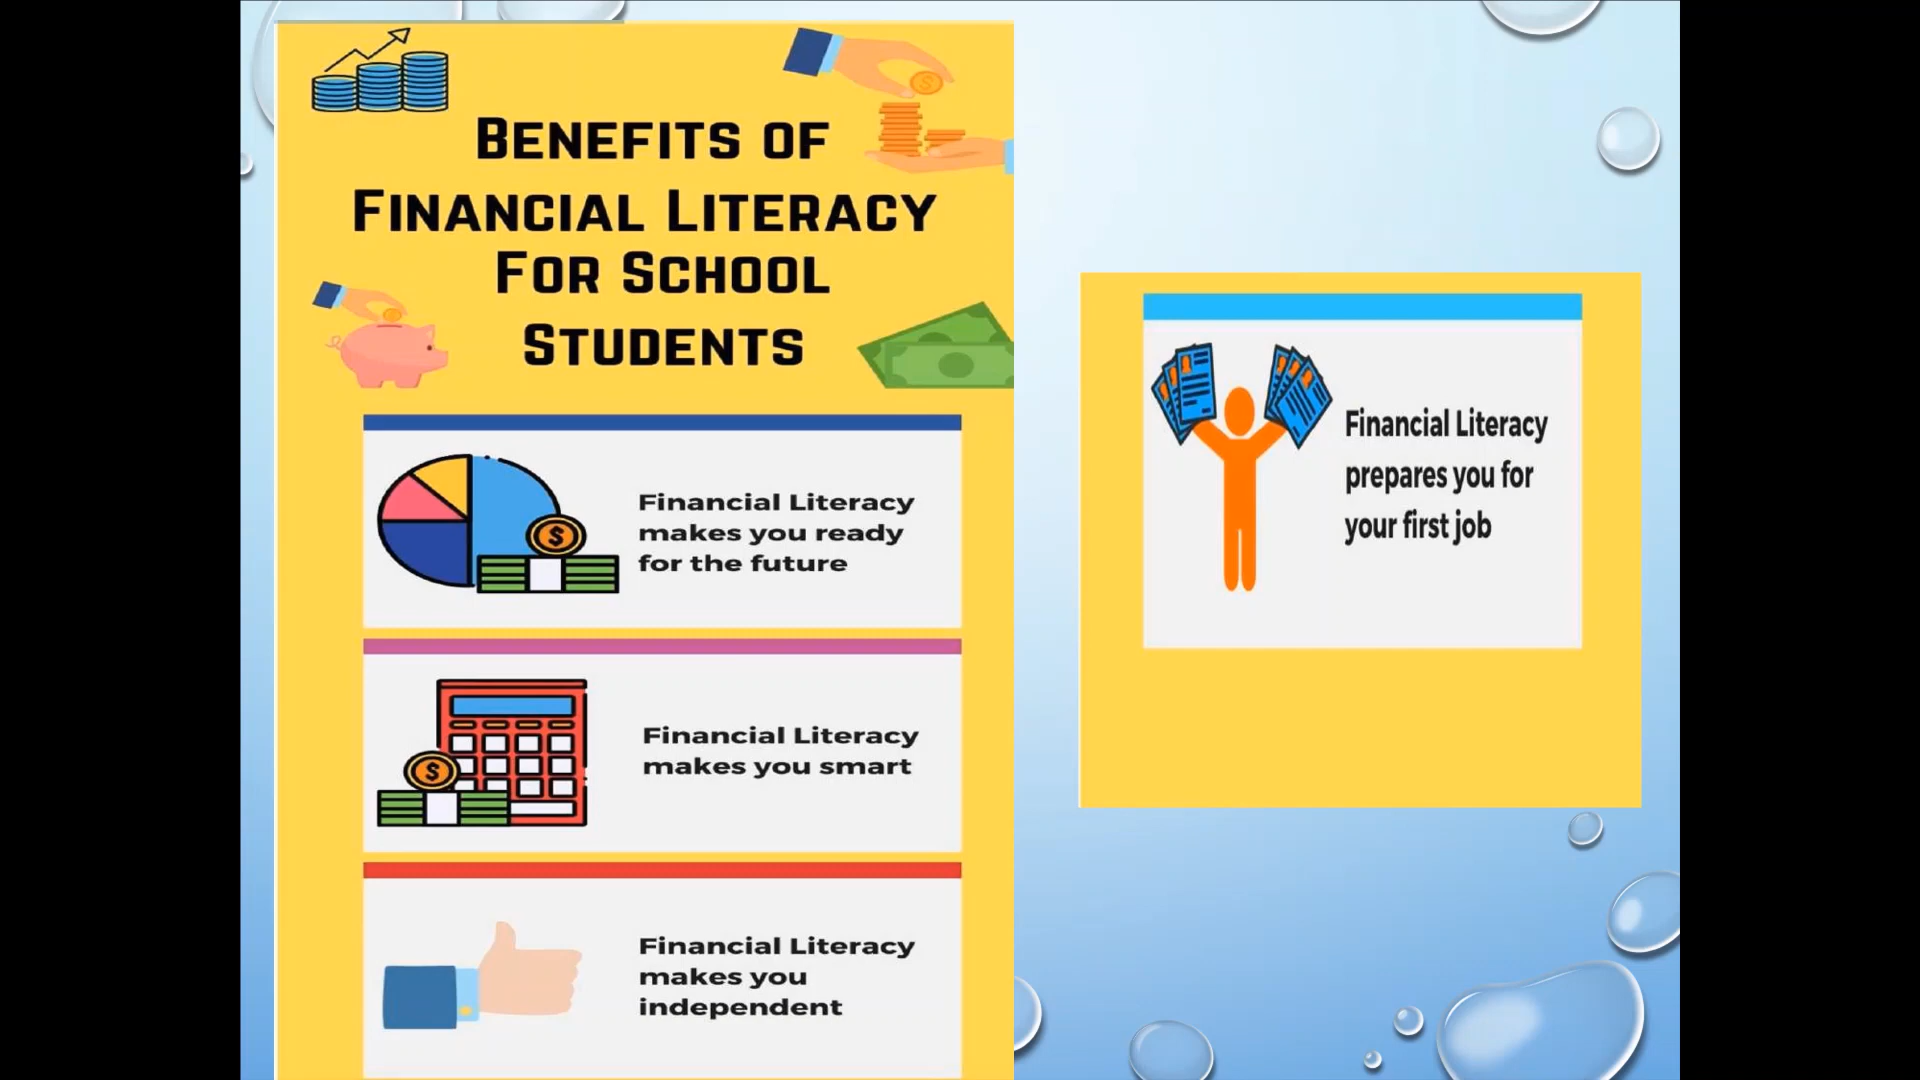 Benefits of
Financial Literacy
For School
Students
Financial Literacy
makes you ready
for the future
Financial Literacy
makes you smart
Financial Literacy
makes you
independent
Financial Literacy
prepares you for
your first job